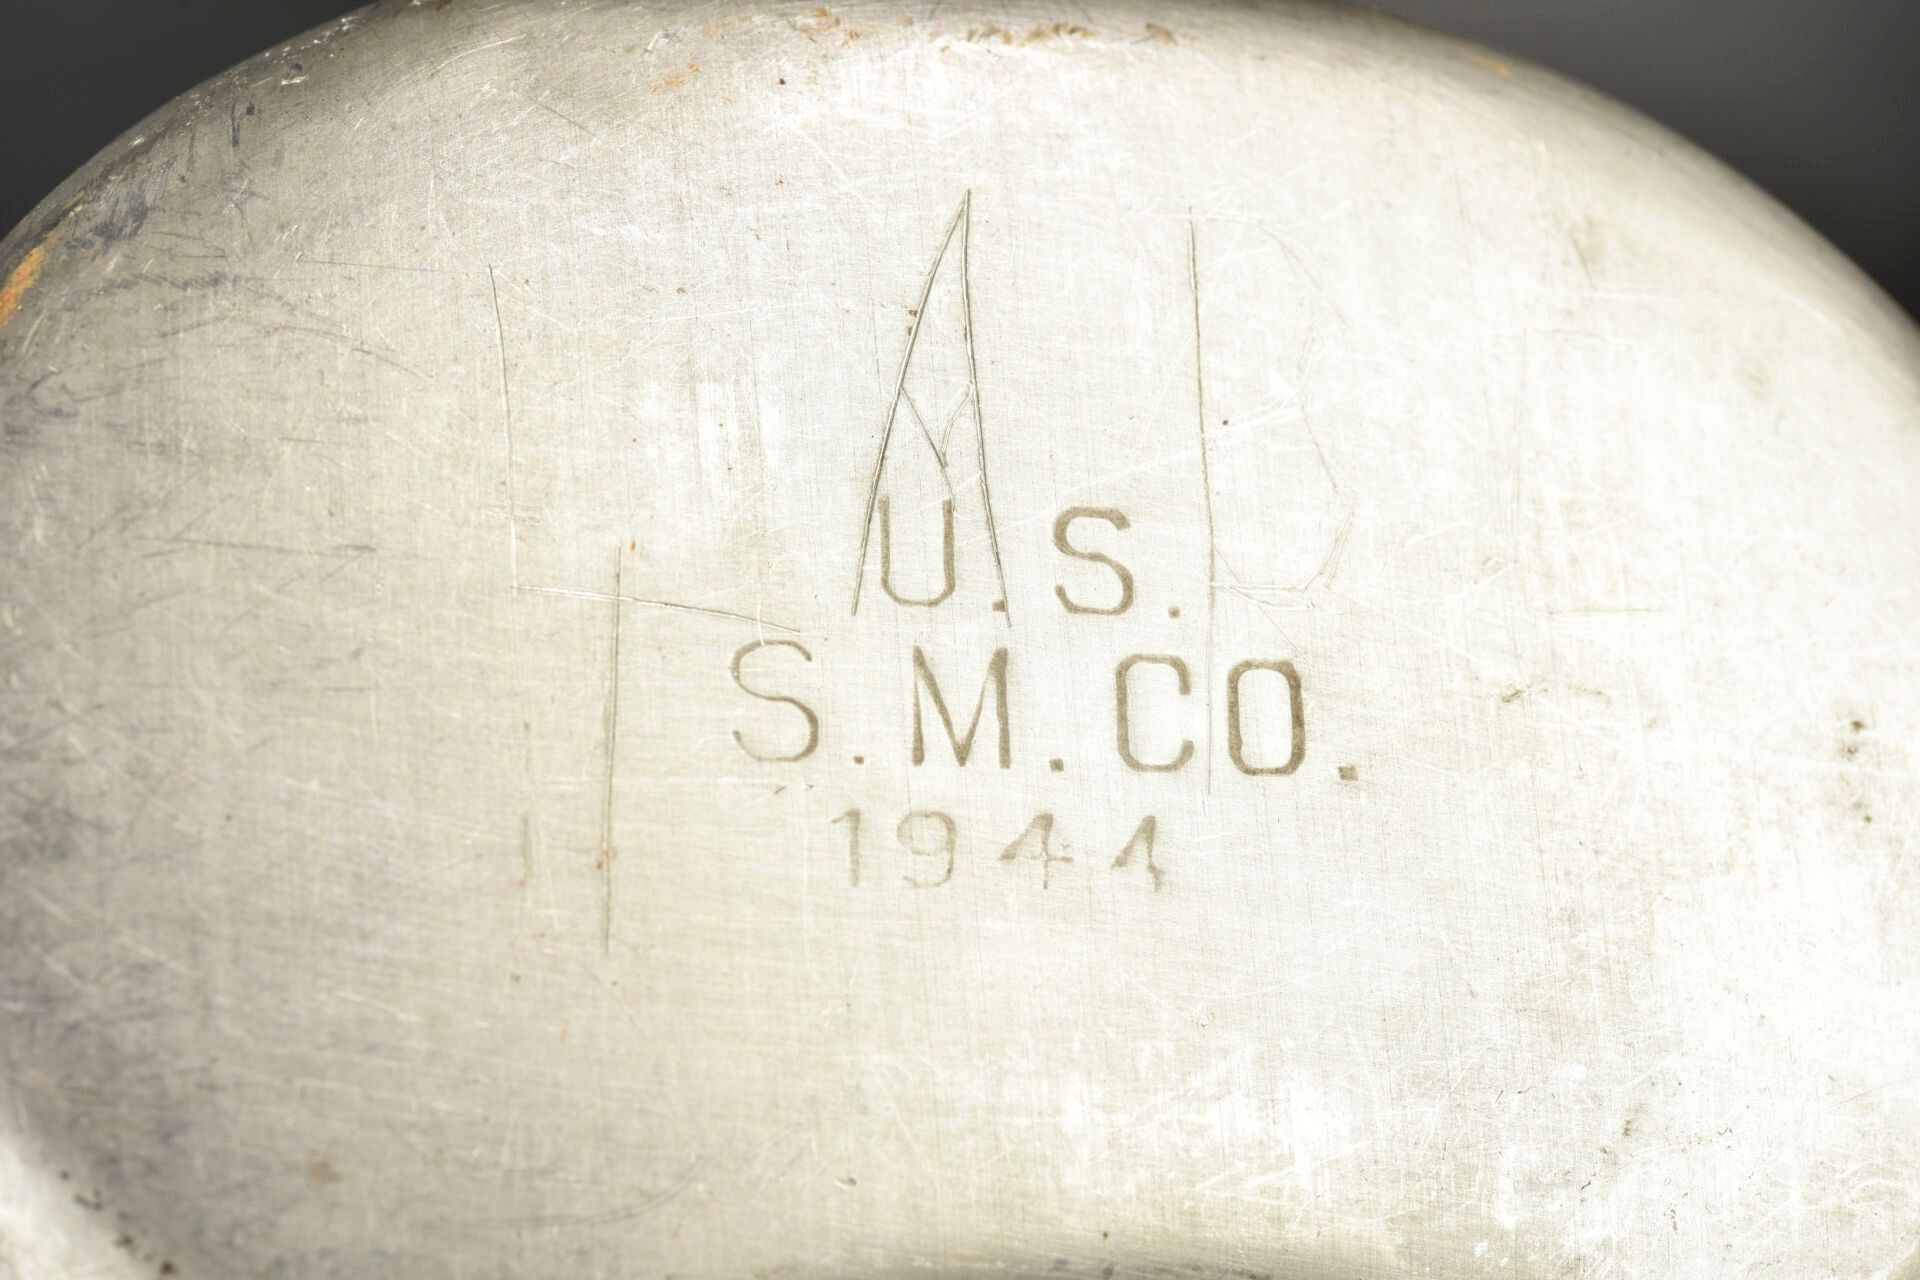 L A B
U. S.
S. M. CO.
1944